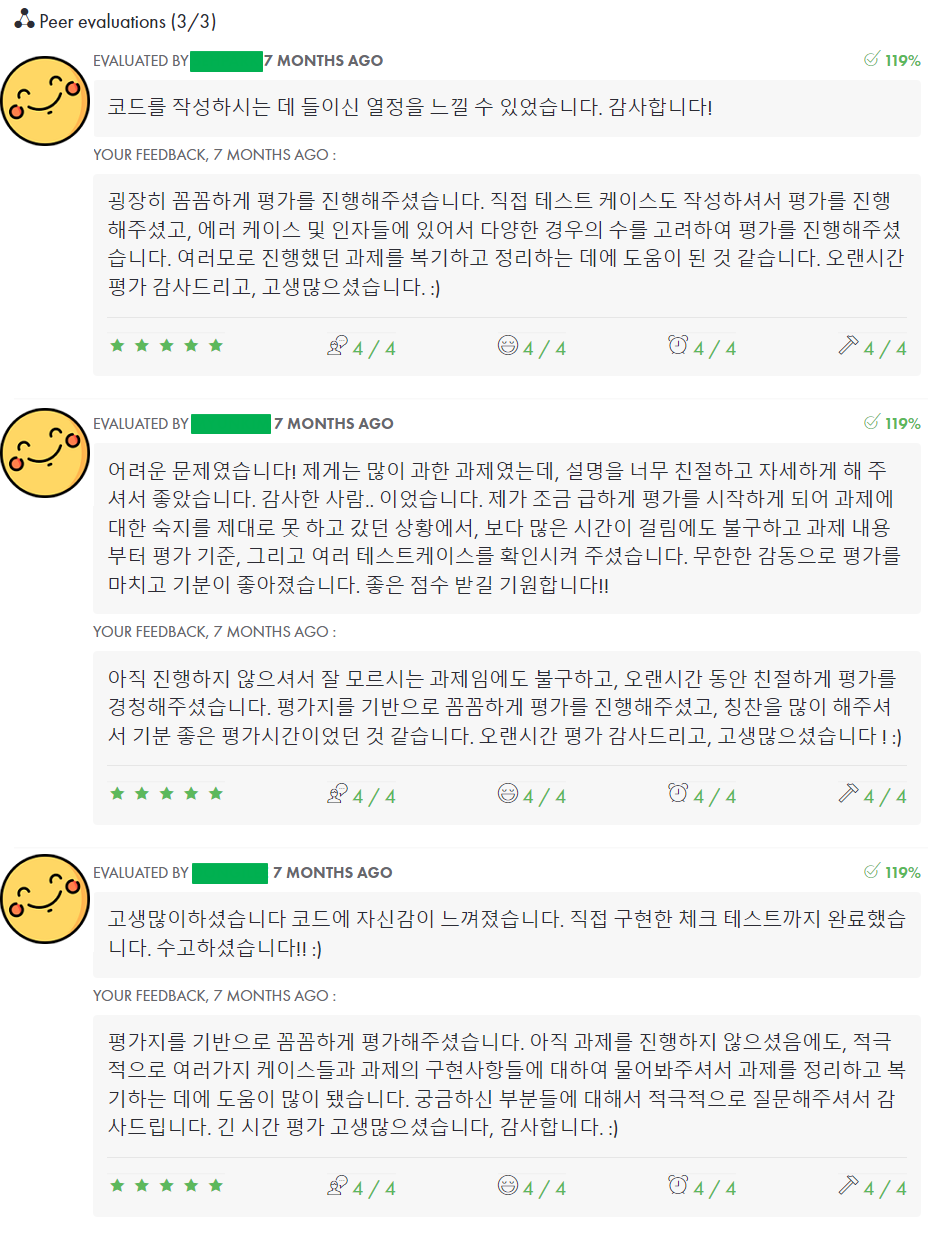 Peer evaluations (3/3)
EVALUATED BY 7 MONTHS AGO
119%
코드를 작성하시는 데 들이신 열정을 느낄 수 있었습니다. 감사합니다!
YOUR FEEDBACK, 7 MONTHS AGO :
굉장히 꼼꼼하게 평가를 진행해주셨습니다. 직접 테스트 케이스도 작성하셔서 평가를 진행
해주셨고, 에러 케이스 및 인자들에 있어서 다양한 경우의 수를 고려하여 평가를 진행해주셨
습니다. 여러모로 진행했던 과제를 복기하고 정리하는 데에 도움이 된 것 같습니다. 오랜시간
평가 감사드리고, 고생많으셨습니다. :)
4 / 4 4 / 4 4 / 4 4 / 4
EVALUATED BY 7 MONTHS AGO
119%
어려운 문제였습니다! 제게는 많이 과한 과제였는데, 설명을 너무 친절하고 자세하게 해 주
셔서 좋았습니다. 감사한 사람.. 이었습니다. 제가 조금 급하게 평가를 시작하게 되어 과제에
대한 숙지를 제대로 못 하고 갔던 상황에서, 보다 많은 시간이 걸림에도 불구하고 과제 내용
부터 평가 기준, 그리고 여러 테스트케이스를 확인시켜 주셨습니다. 무한한 감동으로 평가를
마치고 기분이 좋아졌습니다. 좋은 점수 받길 기원합니다!!
YOUR FEEDBACK, 7 MONTHS AGO :
아직 진행하지 않으셔서 잘 모르시는 과제임에도 불구하고, 오랜시간 동안 친절하게 평가를
경청해주셨습니다. 평가지를 기반으로 꼼꼼하게 평가를 진행해주셨고, 칭찬을 많이 해주셔
서 기분 좋은 평가시간이었던 것 같습니다. 오랜시간 평가 감사드리고, 고생많으셨습니다 ! :)
4 / 4 4 / 4 4 / 4 4 / 4
EVALUATED BY 7 MONTHS AGO
119%
고생많이하셨습니다 코드에 자신감이 느껴졌습니다. 직접 구현한 체크 테스트까지 완료했습
니다. 수고하셨습니다!! :)
YOUR FEEDBACK, 7 MONTHS AGO :
평가지를 기반으로 꼼꼼하게 평가해주셨습니다. 아직 과제를 진행하지 않으셨음에도, 적극
적으로 여러가지 케이스들과 과제의 구현사항들에 대하여 물어봐주셔서 과제를 정리하고 복
기하는 데에 도움이 많이 됐습니다. 궁금하신 부분들에 대해서 적극적으로 질문해주셔서 감
사드립니다. 긴 시간 평가 고생많으셨습니다, 감사합니다. :)
4 / 4 4 / 4 4 / 4 4 / 4